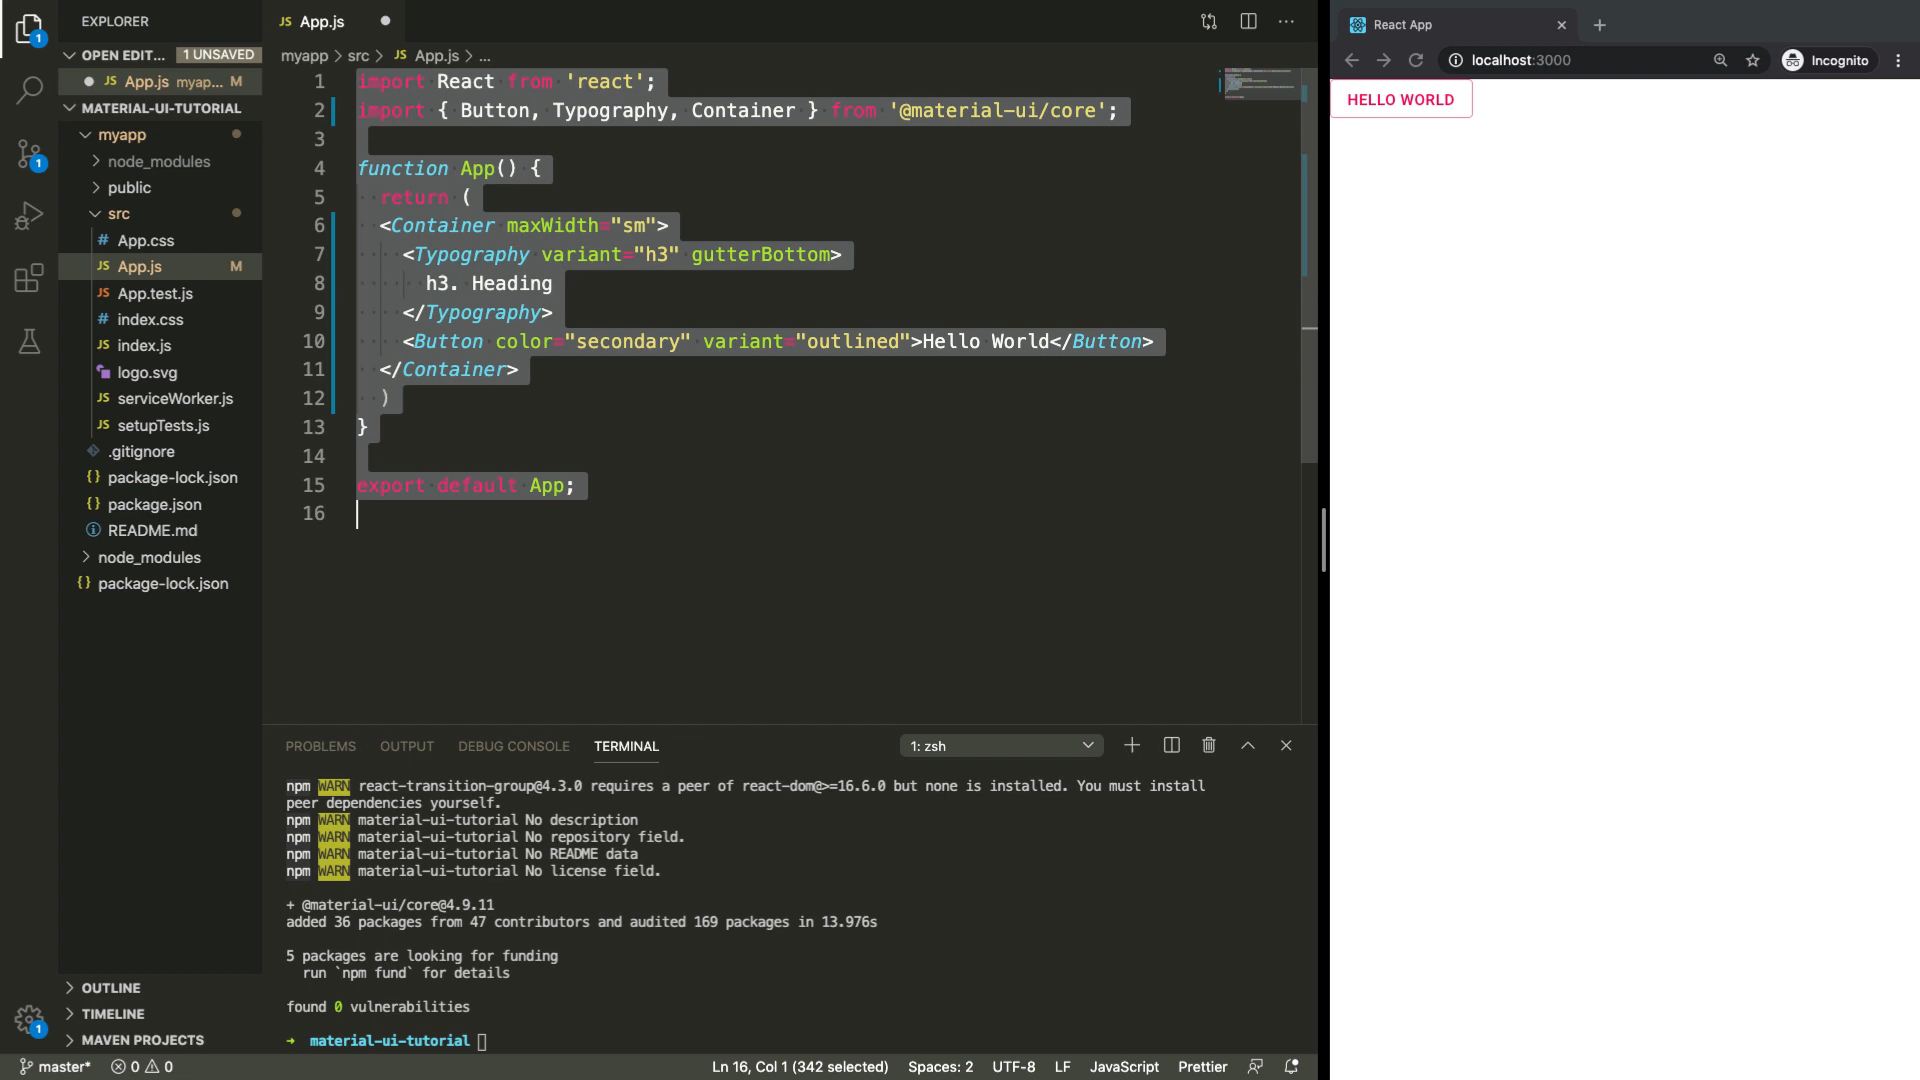 EXPLORER
OPEN EDIT... 1 UNSAVED
App.js myap... M
MATERIAL-UI-TUTORIAL
myapp
node_modules
public
src
App.css
App.js M
App.test.js
index.css
index.js
logo.svg
serviceWorker.js
setupTests.js
.gitignore
package-lock.json
package.json
README.md
node_modules
package-lock.json
OUTLINE
TIMELINE
MAVEN PROJECTS
1
1
1
JS App.js
myapp > src > JS App.js > ...
1 import React from 'react';
2 import { Button, Typography, Container } from '@material-ui/core';
3
4 function App() {
5 return (
6 <Container maxWidth="sm">
7 <Typography variant="h3" gutterBottom>
8 h3. Heading
9 </Typography>
10 <Button color="secondary" variant="outlined">Hello World</Button>
11 </Container>
12 )
13 }
14
15 export default App;
16
PROBLEMS OUTPUT DEBUG CONSOLE TERMINAL 1: zsh
npm WARN react-transition-group@4.3.0 requires a peer of react-dom@>=16.6.0 but none is installed. You must install
peer dependencies yourself.
npm WARN material-ui-tutorial No description
npm WARN material-ui-tutorial No repository field.
npm WARN material-ui-tutorial No README data
npm WARN material-ui-tutorial No license field.
+ @material-ui/core@4.9.11
added 36 packages from 47 contributors and audited 169 packages in 13.976s
5 packages are looking for funding
run `npm fund` for details
found 0 vulnerabilities
➜ material-ui-tutorial
master* 0 0 Ln 16, Col 1 (342 selected) Spaces: 2 UTF-8 LF JavaScript Prettier
React App
localhost:3000 Incognito
HELLO WORLD